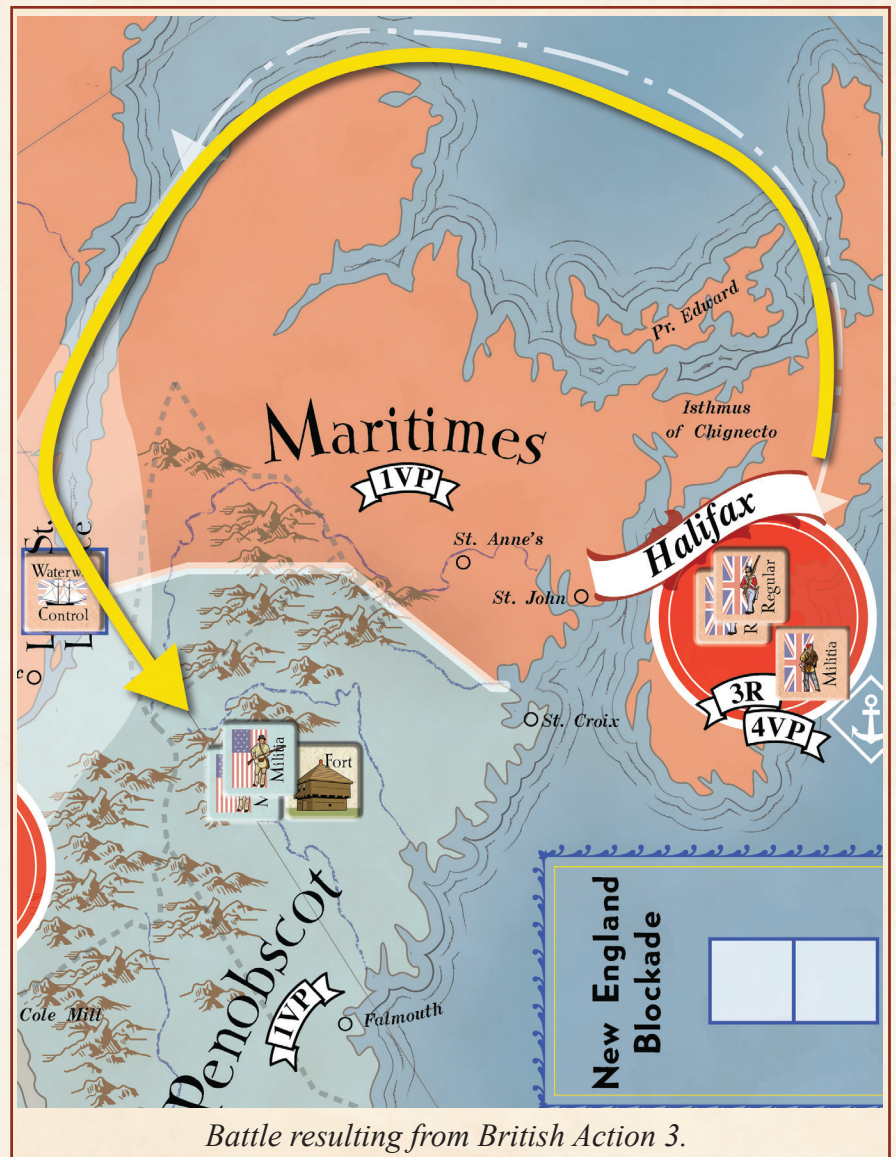 Pr. Edward
Isthmus
of Chignecto
Maritimes
1VP
St. Anne's
St. John
Halifax
Regular
R
Militia
3R
4VP
St.
L
Waterw
Control
St. Croix
Militia
M
Fort
Penobscot
1VP
Cole Mill
Falmouth
New England
Blockade
Battle resulting from British Action 3.